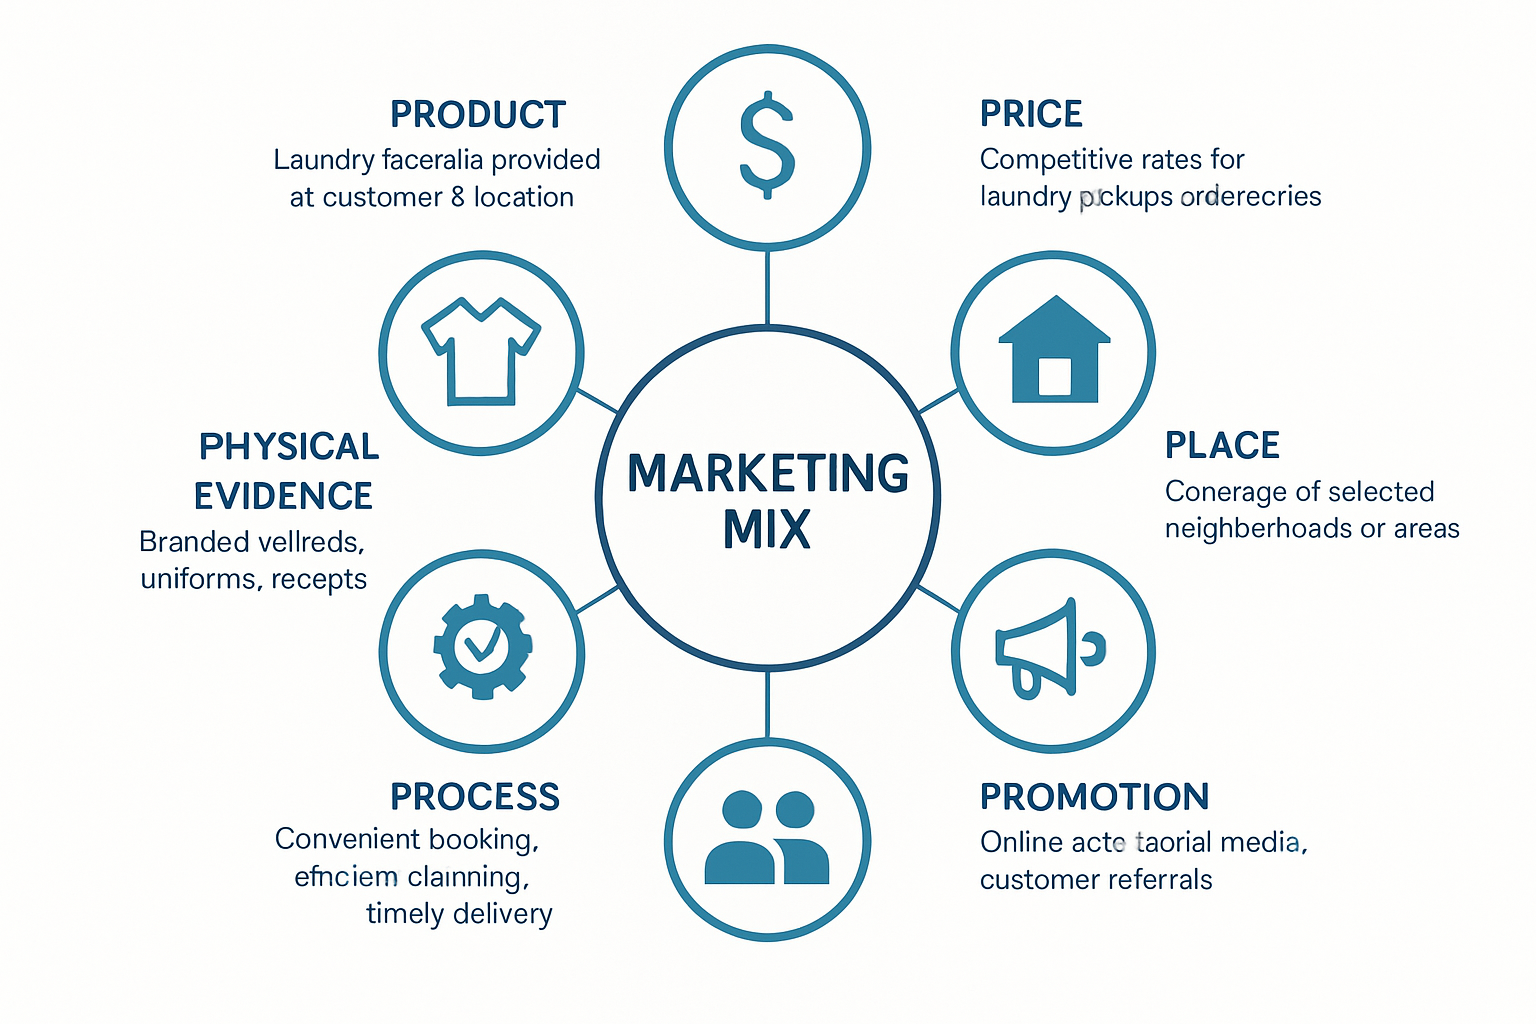 PRODUCT
Laundry faceralia provided
at customer 8 location
PRICE
Competitive rates for
laundry pickups orderecries
PHYSICAL
EVIDENCE
Branded vellreds,
uniforms, recepts
MARKETING
MIX
PLACE
Conerage of selected
neighberhoads or areas
PROCESS
Convenient booking,
efnciem clainning,
timely delivery
PROMOTION
Online acte taorial media,
customer referrals